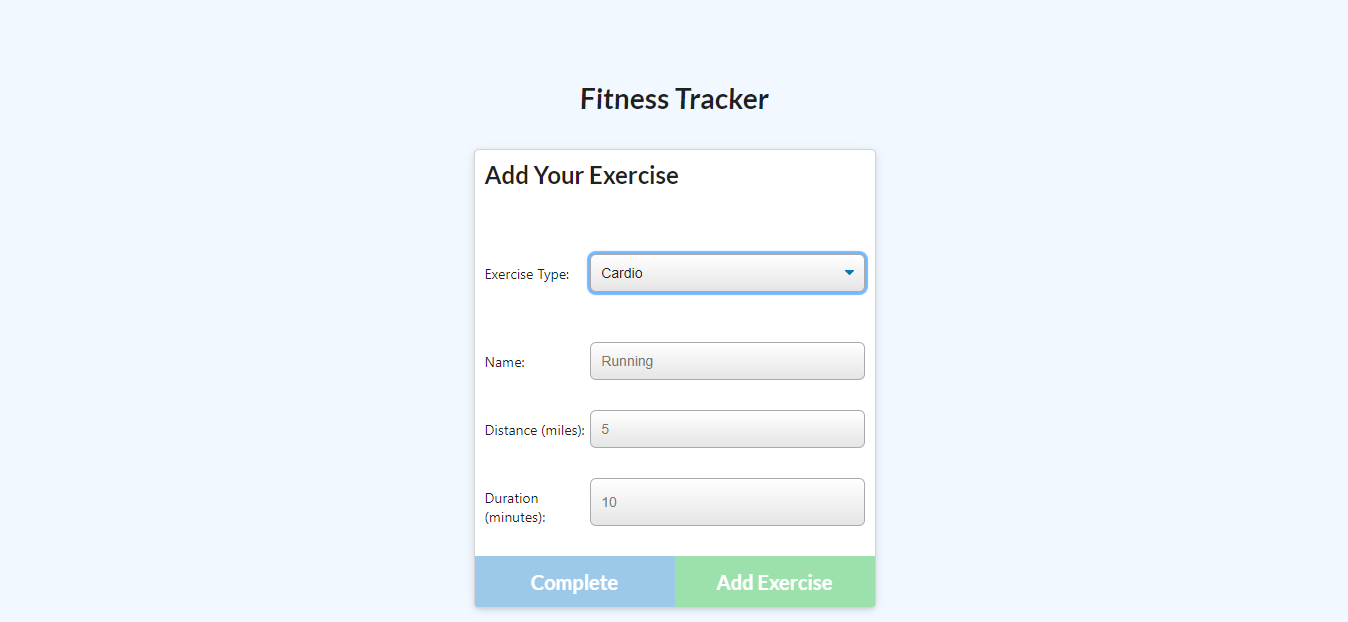 Fitness Tracker
Add Your Exercise
Exercise Type:
Cardio
Name:
Running
Distance (miles):
5
Duration
(minutes):
10
Complete
Add Exercise